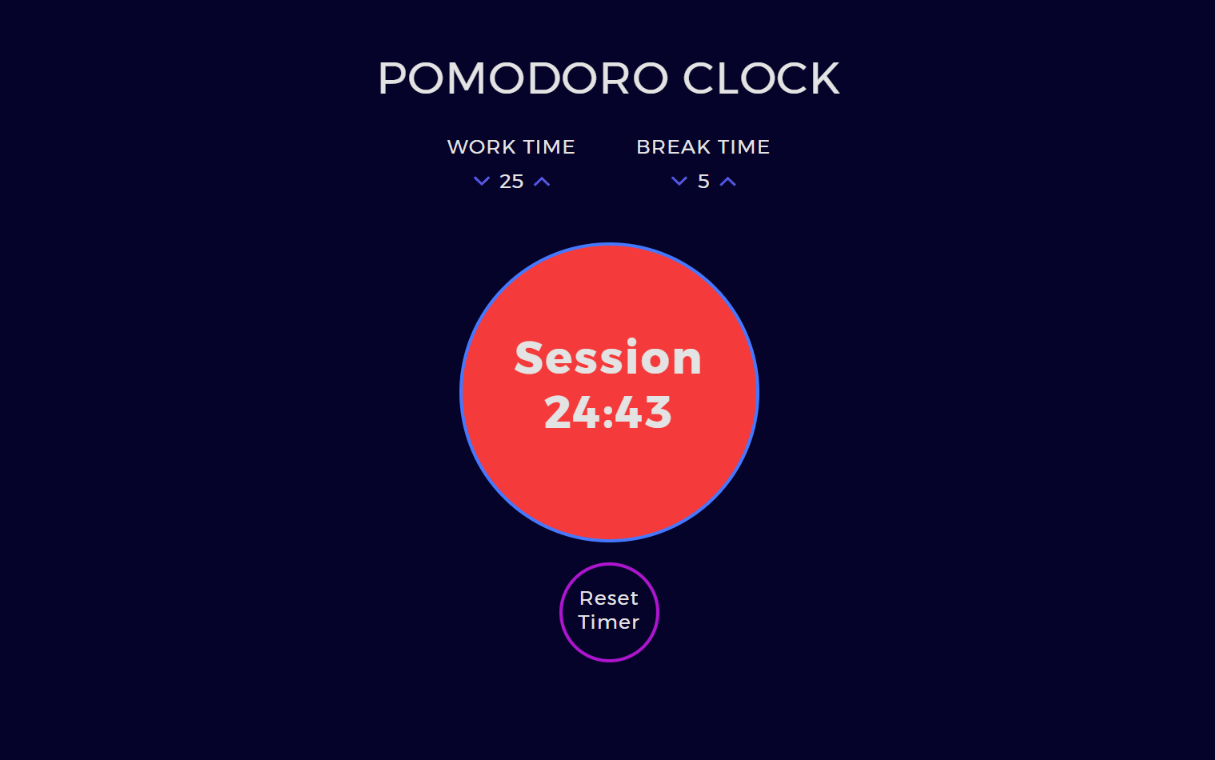 POMODORO CLOCK
WORK TIME BREAK TIME
25 5
Session
24:43
Reset
Timer